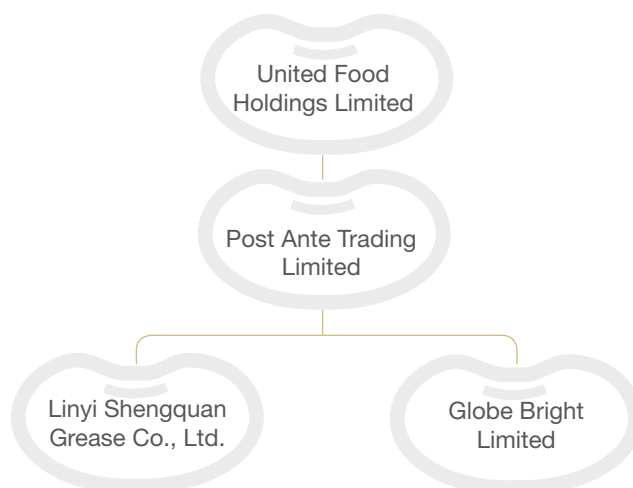 United Food
Holdings Limited
Post Ante Trading
Limited
Linyi Shengquan
Grease Co., Ltd.
Globe Bright
Limited